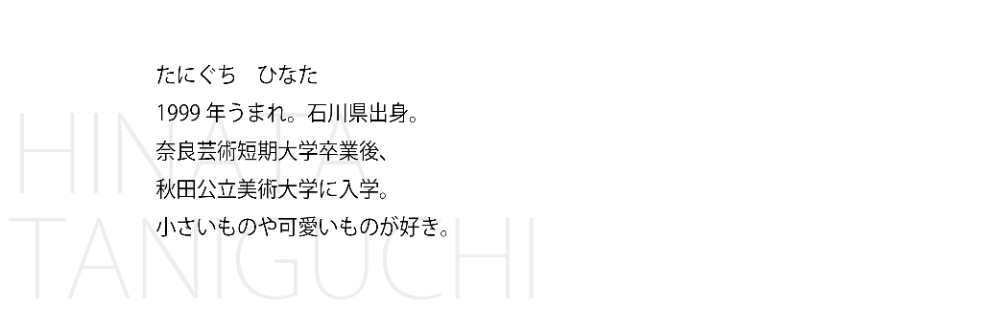 たにぐち　ひなた
1999 年うまれ。石川県出身。
奈良芸術短期大学卒業後、
秋田公立美術大学に入学。
小さいものや可愛いものが好き。
HINATA
TANIGUCHI